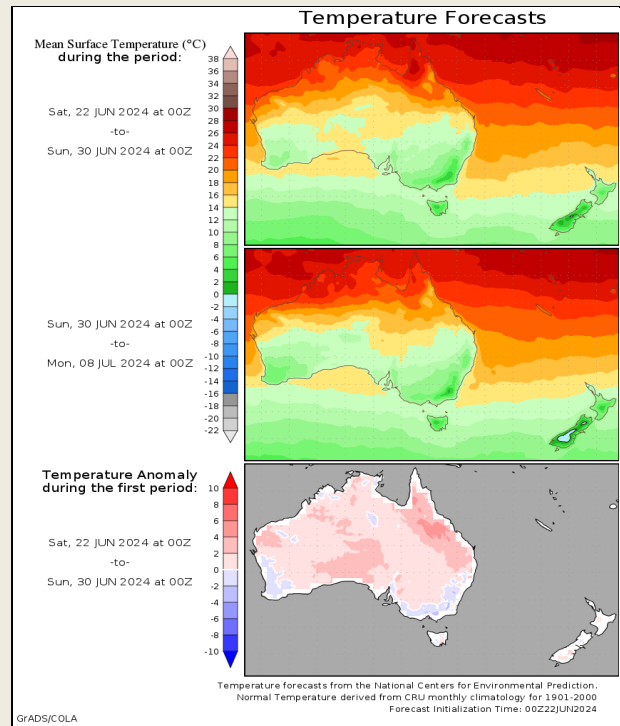 Temperature Forecasts
Mean Surface Temperature (°C)
during the period:
Sat, 22 JUN 2024 at 00Z
-to-
Sun, 30 JUN 2024 at 00Z
38
36
34
32
30
28
26
24
22
20
18
16
14
12
10
8
6
4
2
0
-2
-4
-6
-8
-10
-12
-14
-16
-17
-18
-20
-22
Sun, 30 JUN 2024 at 00Z
-to-
Mon, 08 JUL 2024 at 00Z
Temperature Anomaly
during the first period:
Sat, 22 JUN 2024 at 00Z
-to-
Sun, 30 JUN 2024 at 00Z
10
8
6
4
2
0
-2
-4
-6
-8
-10
Temperature forecasts from the National Centers for Environmental Prediction.
Normal Temperature derived from CRU monthly climatology for 1901-2000
Forecast Initialization Time: 00Z22JUN2024
GrADS/COLA